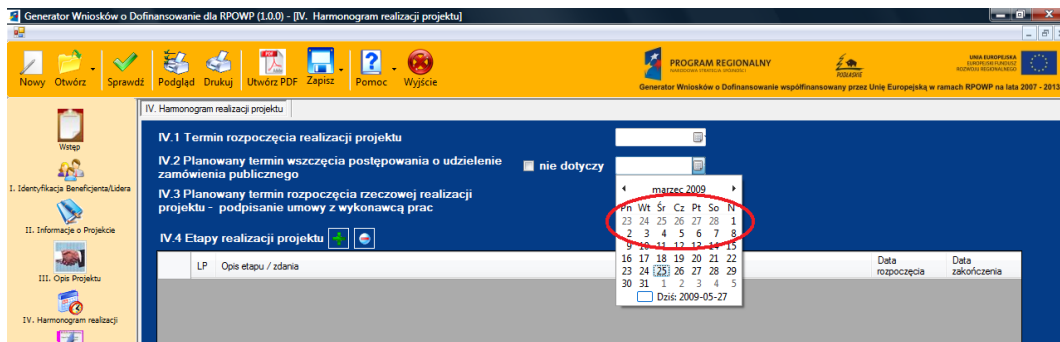 Generator Wniosków o Dofinansowanie dla RPOWP (1.0.0) - [IV. Harmonogram realizacji projektu]
Nowy Otwórz Sprawdź Podgląd Drukuj Utwórz PDF Zapisz Pomoc Wyjście
PROGRAM REGIONALNY
NARODOWA STRATEGIA SPÓJNOŚCI
PODLASKIE
UNIA EUROPEJSKA
EUROPEJSKI FUNDUSZ
ROZWOJU REGIONALNEGO
Generator Wniosków o Dofinansowanie współfinansowany przez Unię Europejską w ramach RPOWP na lata 2007 - 2013
Wstęp
I. Identyfikacja Beneficjenta/Lidera
II. Informacje o Projekcie
III. Opis Projektu
IV. Harmonogram realizacji
IV. Harmonogram realizacji projektu
IV.1 Termin rozpoczęcia realizacji projektu
IV.2 Planowany termin wszczęcia postępowania o udzielenie
zamówienia publicznego
nie dotyczy
IV.3 Planowany termin rozpoczęcia rzeczowej realizacji
projektu - podpisanie umowy z wykonawcą prac
IV.4 Etapy realizacji projektu
marzec 2009
Pn Wt Śr Cz Pt So N
23 24 25 26 27 28 1
2 3 4 5 6 7 8
9 10 11 12 13 14 15
16 17 18 19 20 21 22
23 24 25 26 27 28 29
30 31 1 2 3 4 5
Dziś: 2009-05-27
LP Opis etapu / zdania
Data
rozpoczęcia
Data
zakończenia